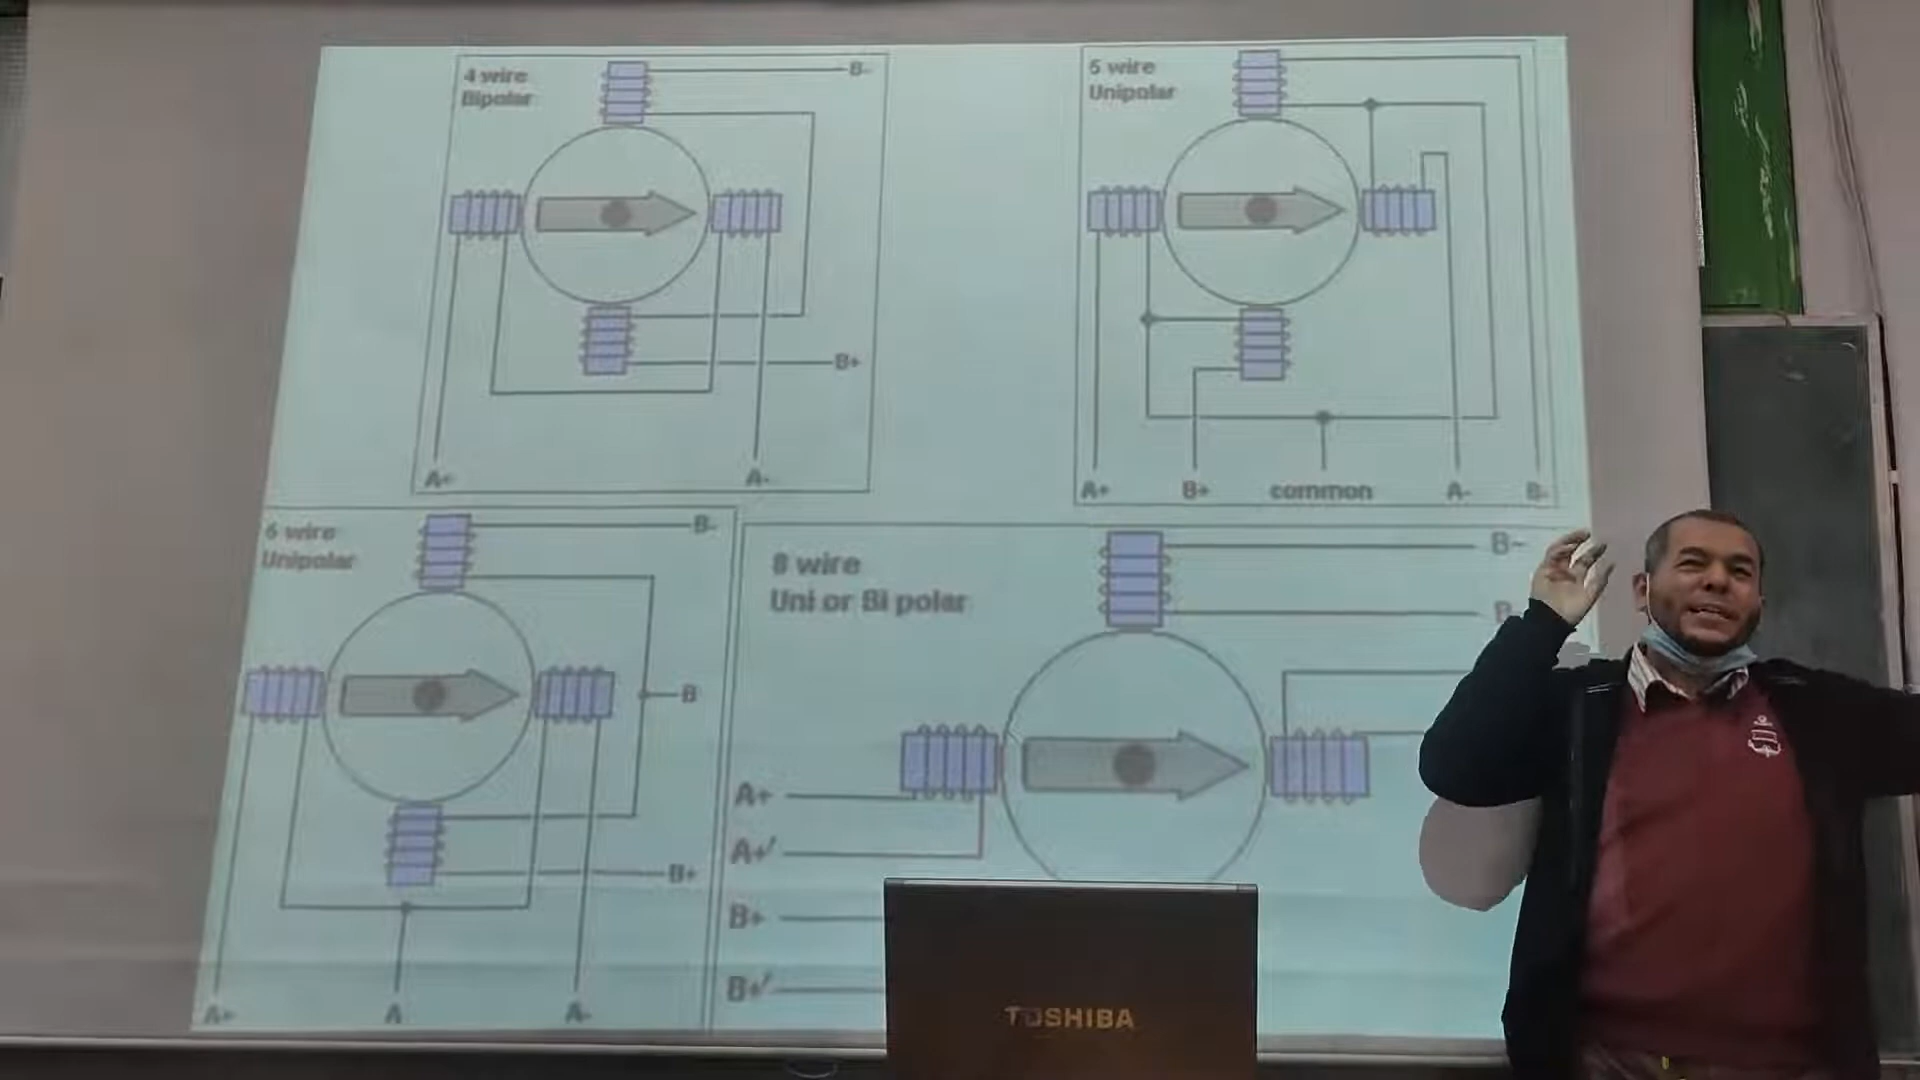 4 wire
Bipolar
B-
B+
A+
A-
5 wire
Unipolar
A+
B+
common
A-
B-
6 wire
Unipolar
B-
B
B+
A+
A
A-
8 wire
Uni or Bi polar
B-
A+
A+'
B+
B+'
TOSHIBA